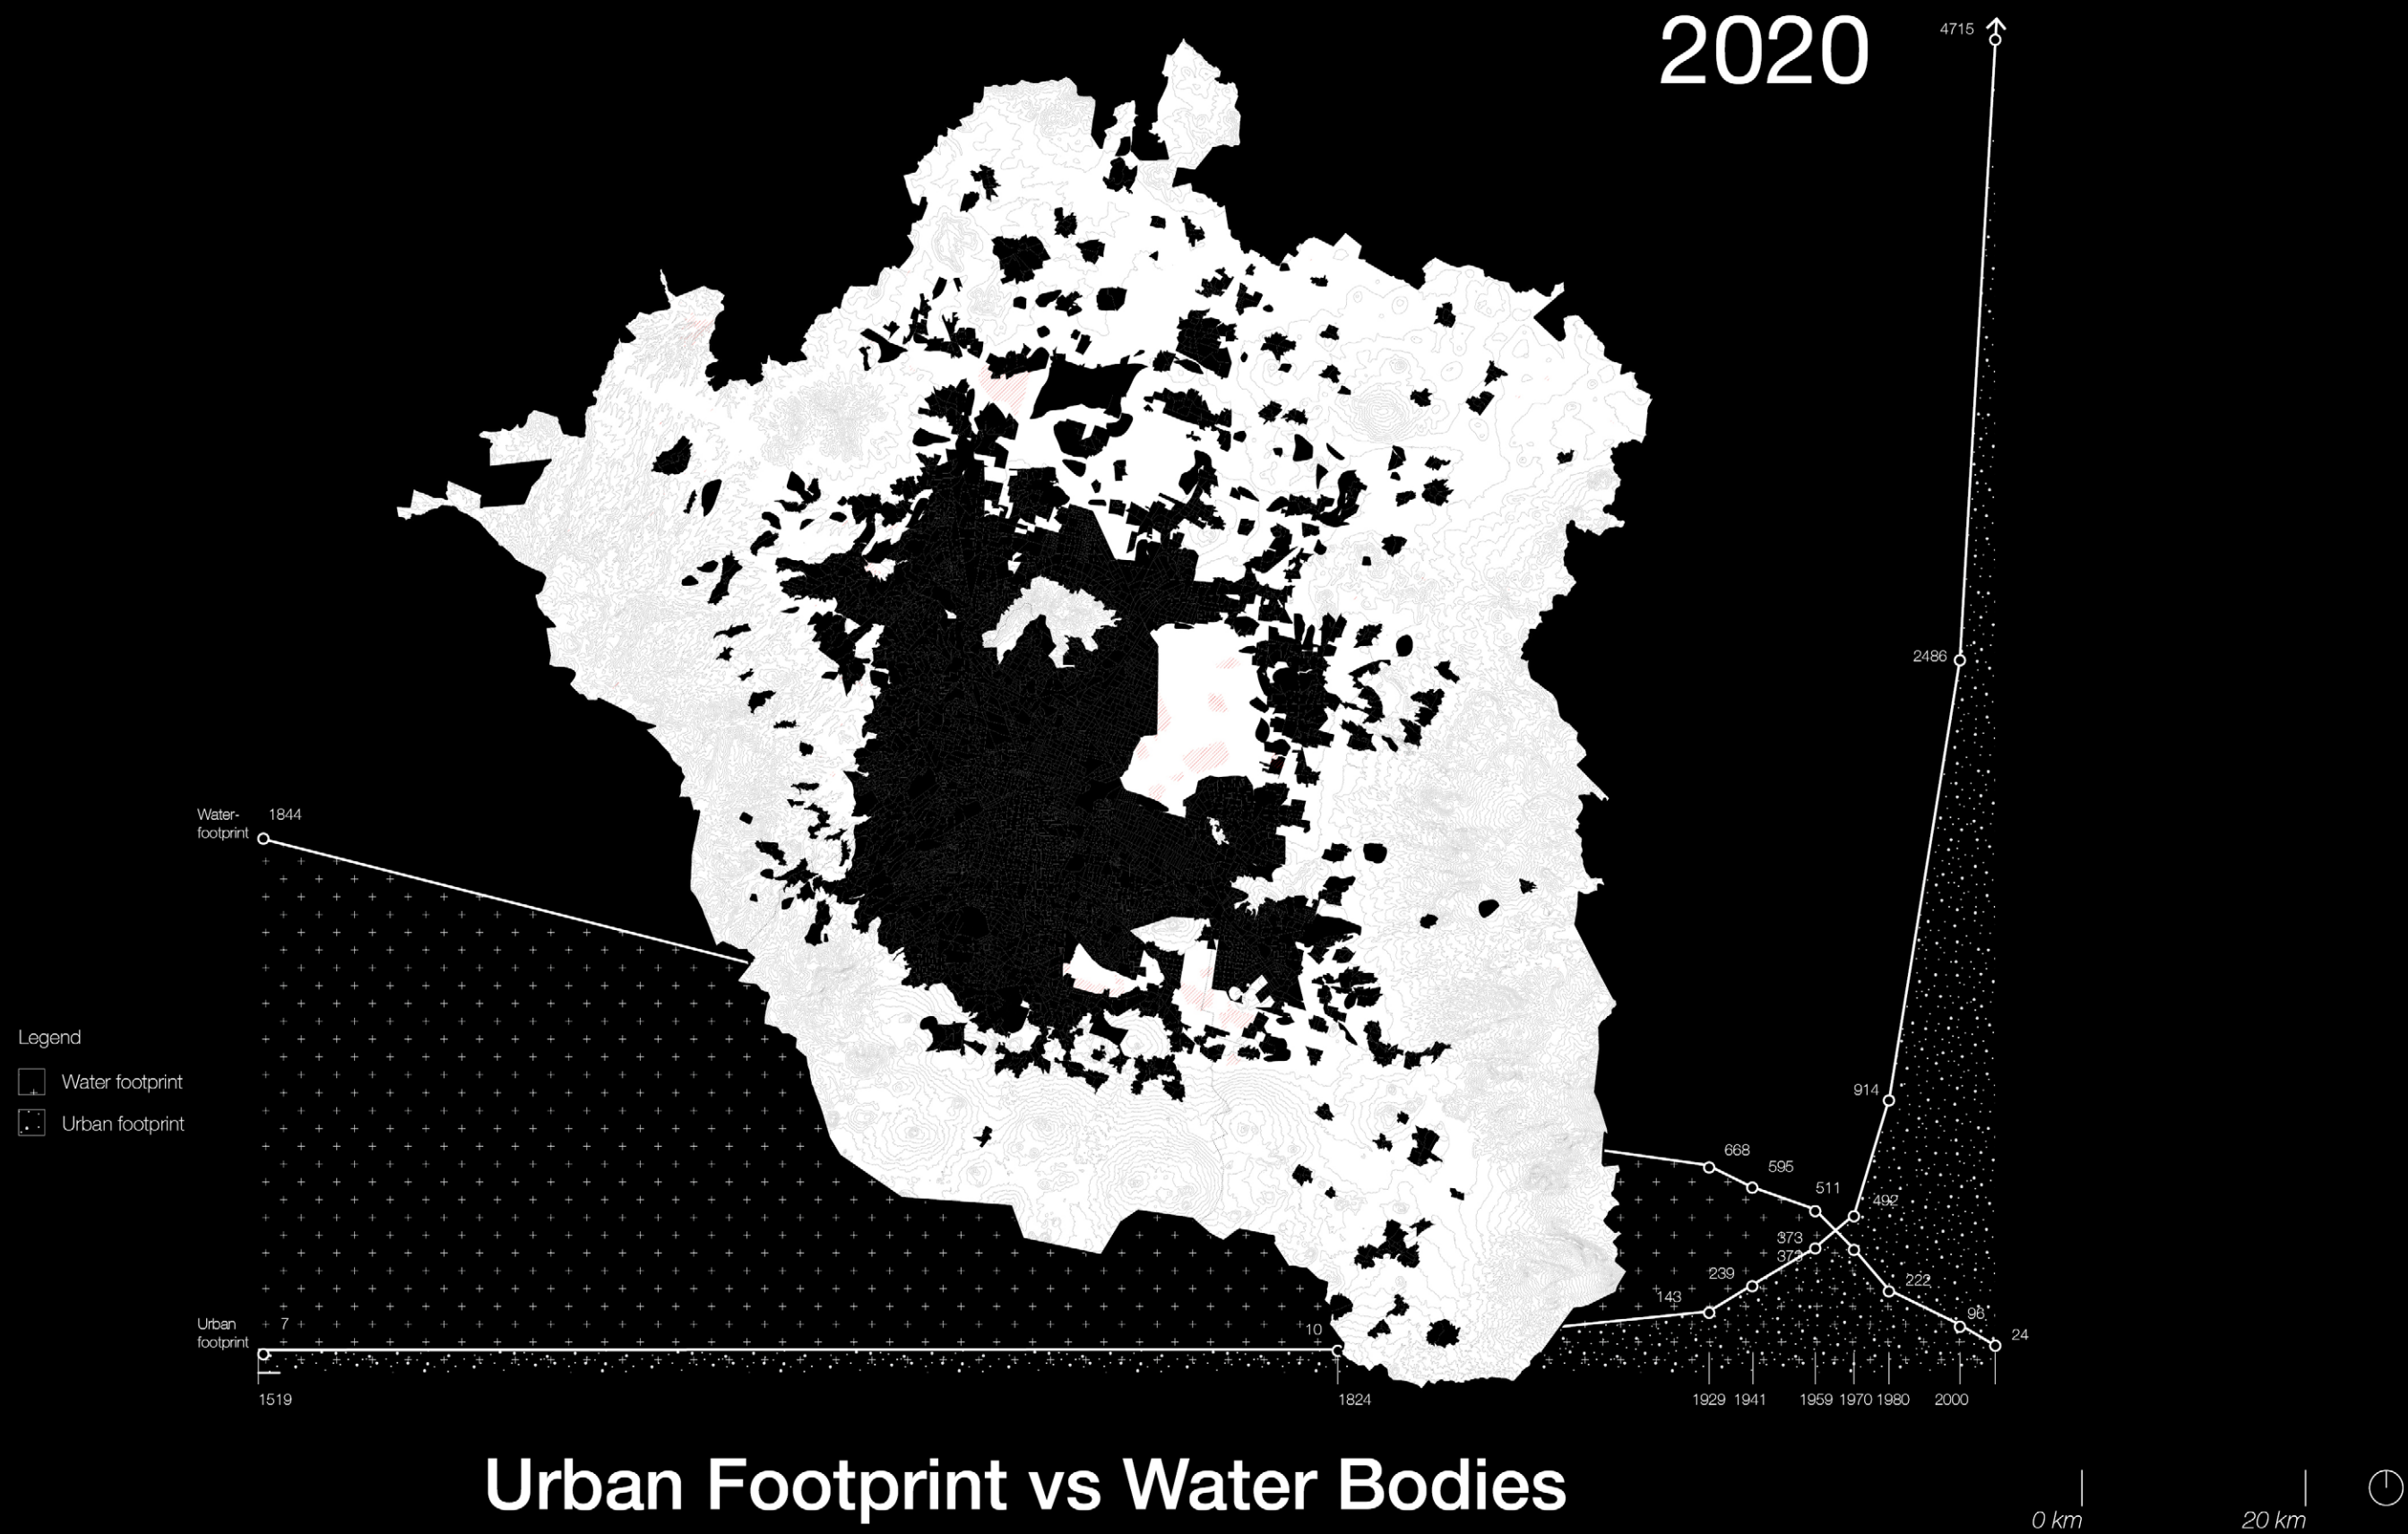 2020
4715
2486
Water-
footprint
1844
Legend
Water footprint
Urban footprint
914
668
595
511
492
373
373
239
222
143
96
24
Urban
footprint
7
10
1519
1824
1929
1941
1959
1970
1980
2000
Urban Footprint vs Water Bodies
0 km
20 km